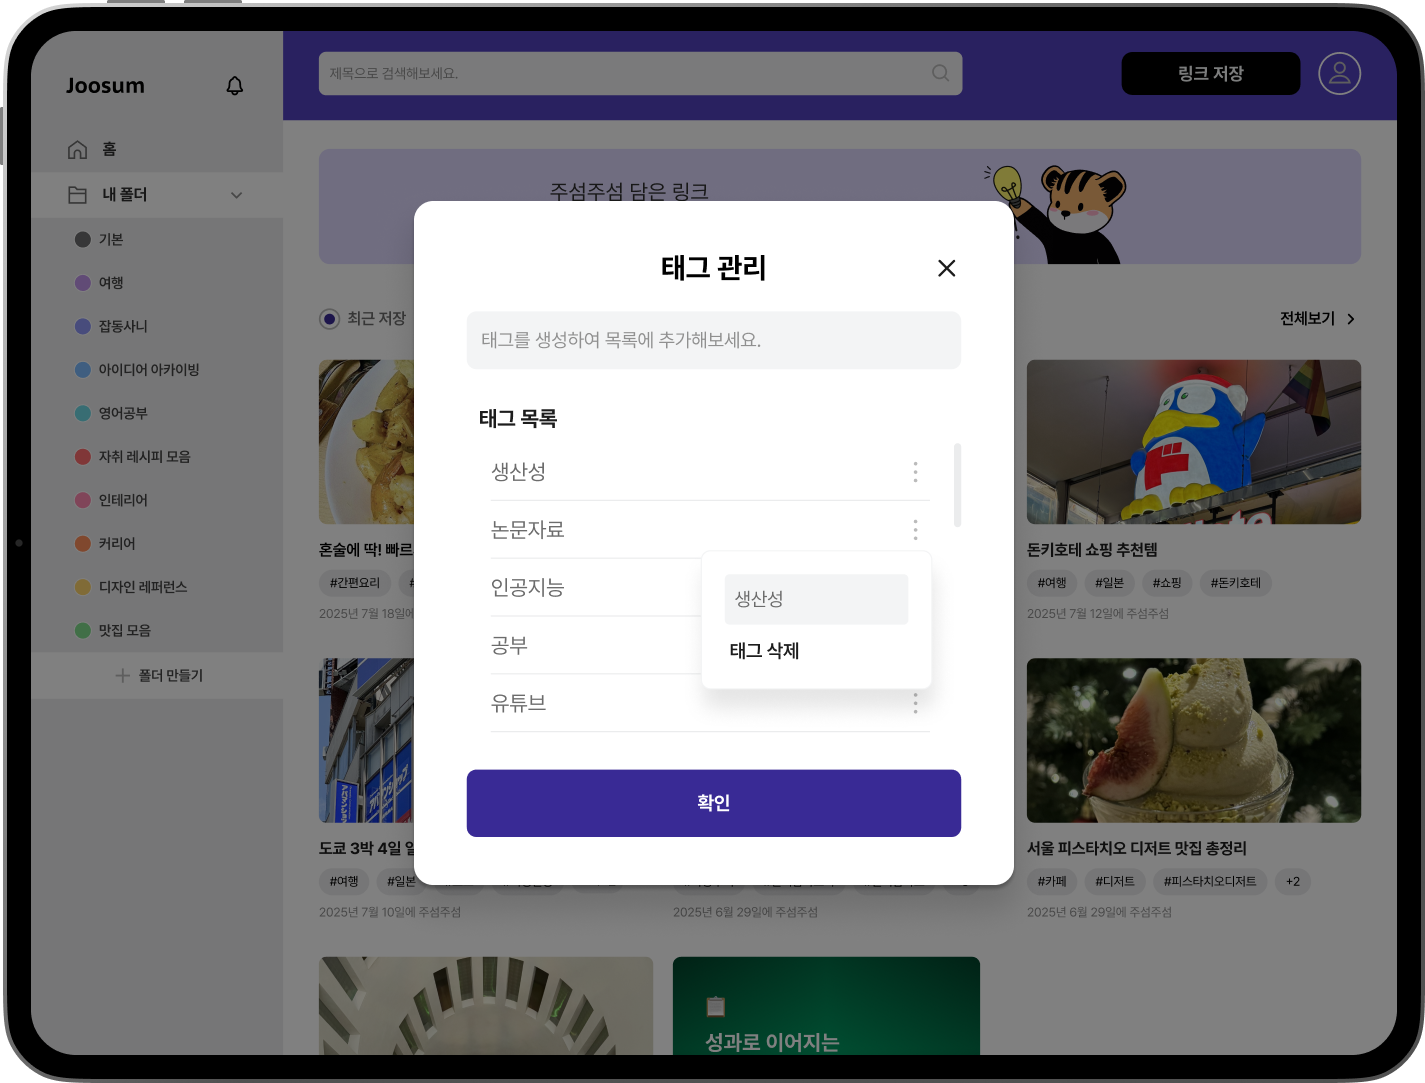 Joosum
제목으로 검색해보세요.
링크 저장
홈
내 폴더
기본
여행
잡동사니
아이디어 아카이빙
영어공부
자취 레시피 모음
인테리어
커리어
디자인 레퍼런스
맛집 모음
폴더 만들기
주섬주섬 담은 링크
최근 저장
전체보기
태그 관리
태그를 생성하여 목록에 추가해보세요.
태그 목록
생산성
논문자료
인공지능
공부
유튜브
생산성
태그 삭제
확인
혼술에 딱! 빠르
#간편요리
2025년 7월 18일에
돈키호테 쇼핑 추천템
#여행 #일본 #쇼핑 #돈키호테
2025년 7월 12일에 주섬주섬
도쿄 3박 4일 일
#여행 #일본
2025년 7월 10일에 주섬주섬
2025년 6월 29일에 주섬주섬
서울 피스타치오 디저트 맛집 총정리
#카페 #디저트 #피스타치오디저트 +2
2025년 6월 29일에 주섬주섬
성과로 이어지는